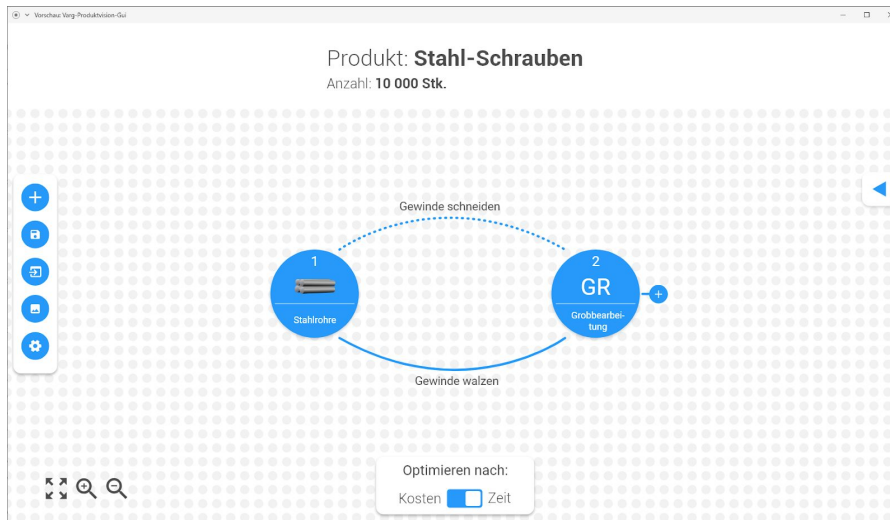 Vorschau: Varg-Produktvision-Gui
Produkt: Stahl-Schrauben
Anzahl: 10 000 Stk.
Gewinde schneiden
1
Stahlrohre
2
GR
Grobbearbei-
tung
Gewinde walzen
Optimieren nach:
Kosten Zeit